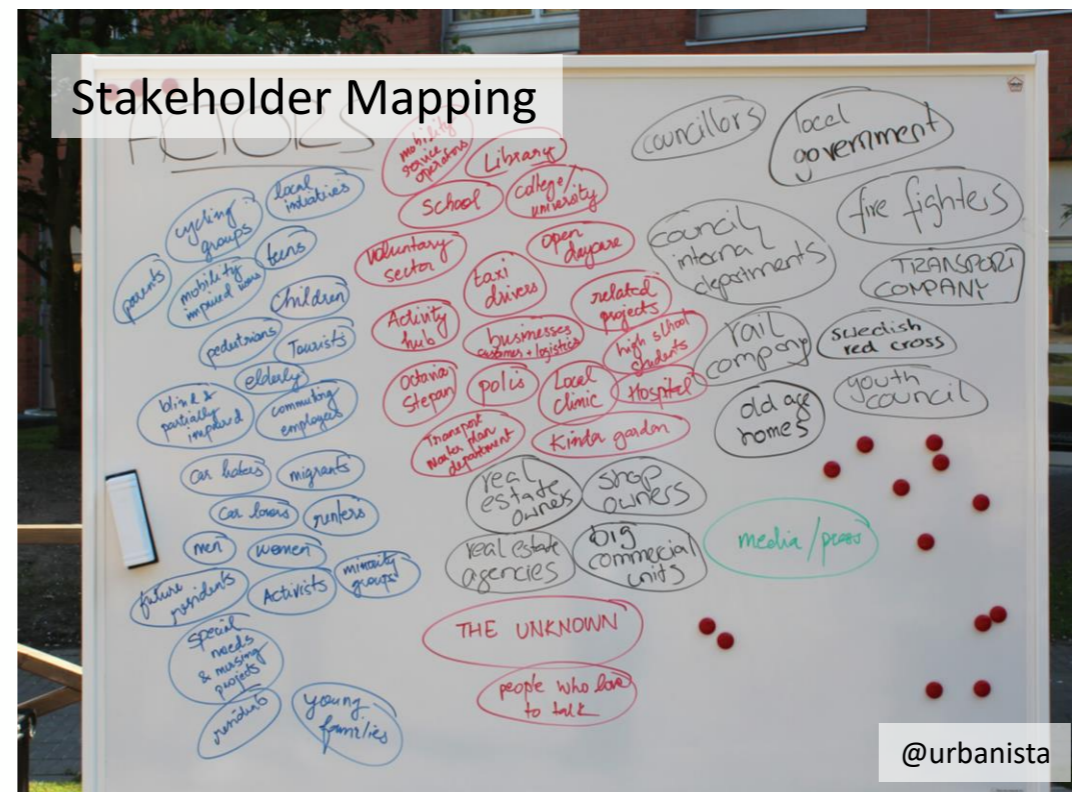 Stakeholder Mapping
ACTORS
mobility
service
operators
Library
councillors
local
government
local
initiatives
school
college/
university
cycling
groups
fire fighters
teens
voluntary
sector
open
daycare
council
internal
departments
parents
mobility
impaired
taxi
drivers
TRANSPORT
COMPANY
children
related
projects
Activity
hub
pedestrians
Tourists
businesses
customers + logistics
high school
students
rail
company
swedish
red cross
elderly
Octavia
Stepan
polis
Local
clinic
Hospital
youth
council
blind &
partially
impaired
commuting
employees
old age
homes
Transport
Master plan
department
Kinder garden
car haters
migrants
real
estate
owners
shop
owners
car lovers
renters
media/press
men
women
real estate
agencies
big
commercial
units
future
residents
Activists
minority
groups
THE UNKNOWN
special
needs
& nursing
projects
people who love
to talk
residents
young
families
@urbanista